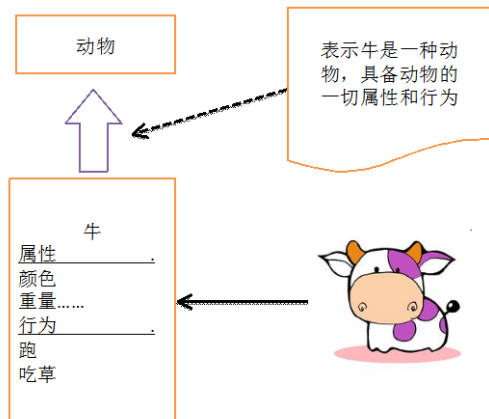 动物
表示牛是一种动
物，具备动物的
一切属性和行为
牛
属性
颜色
重量......
行为
跑
吃草